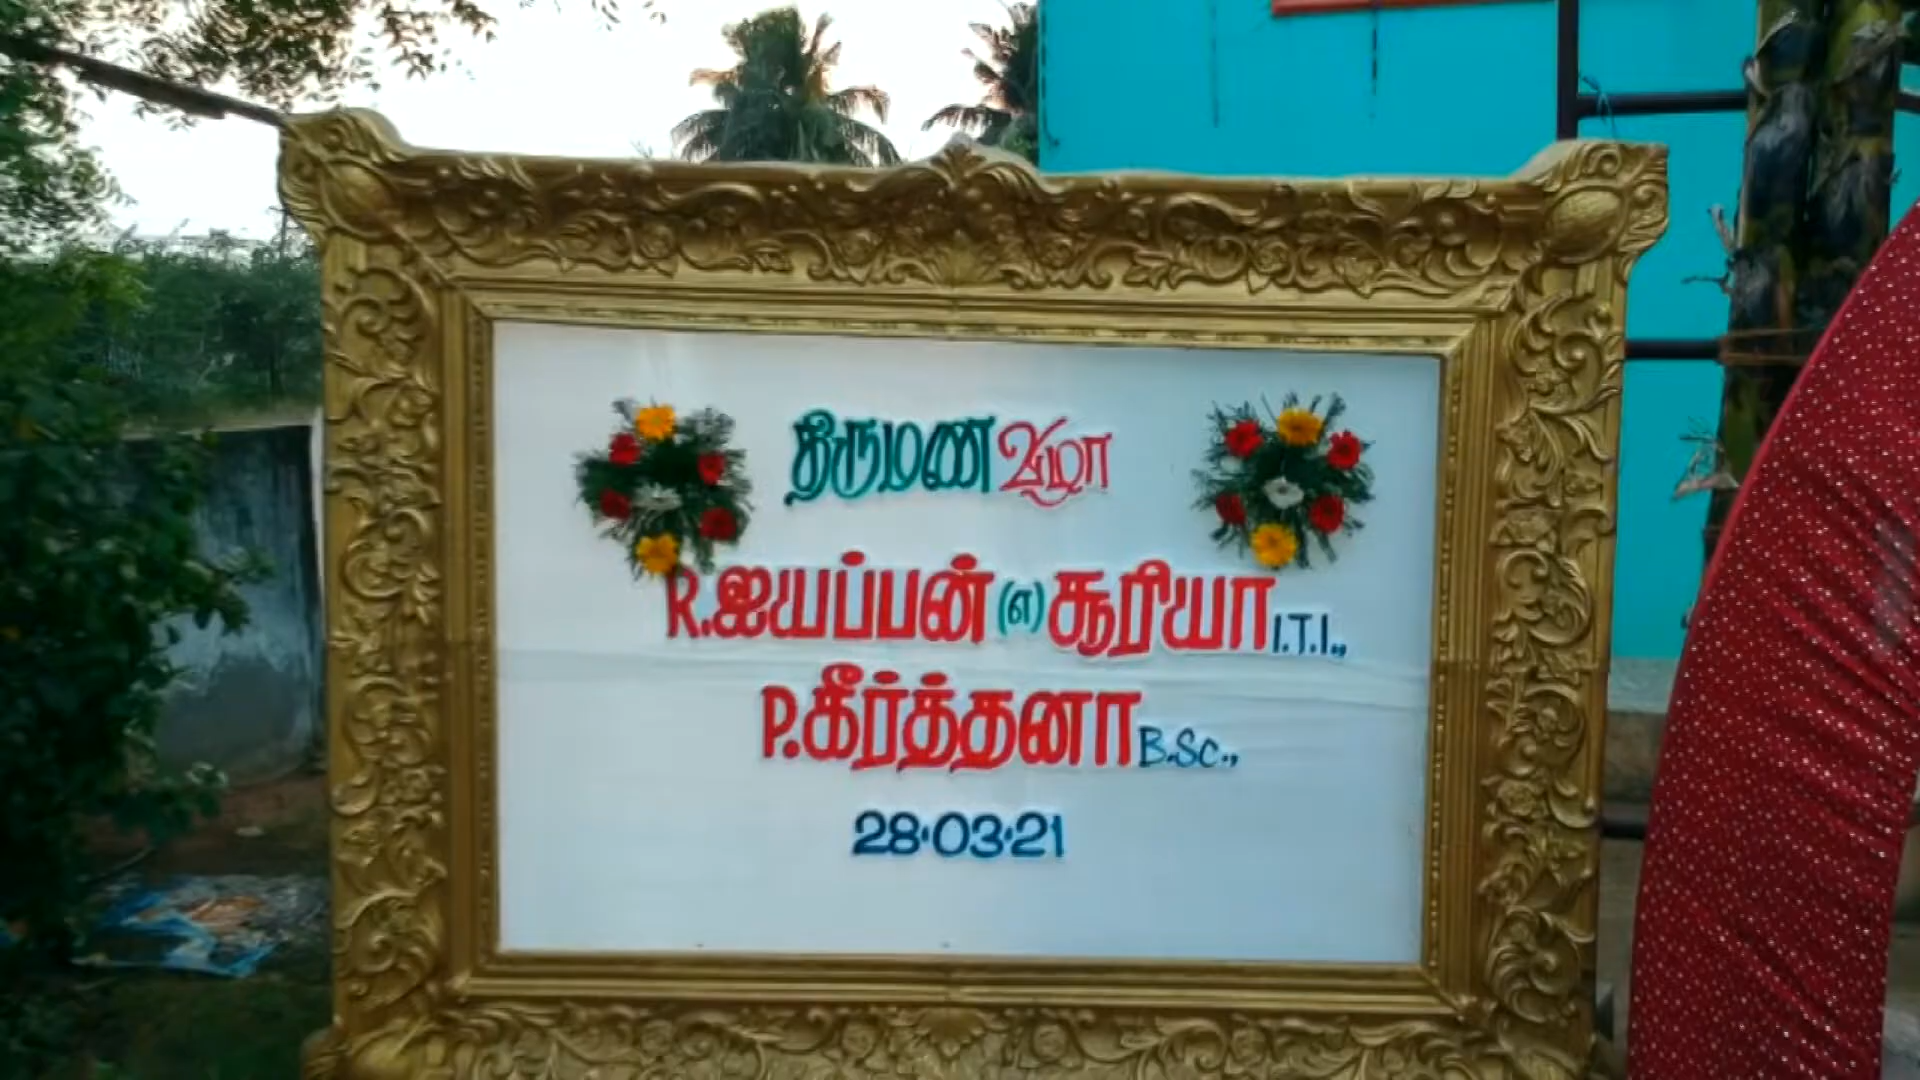 திருமண விழா
R.ஐயப்பன் (எ) சூரியா I.T.I.,
P.கீர்த்தனா B.Sc.,
28.03.21